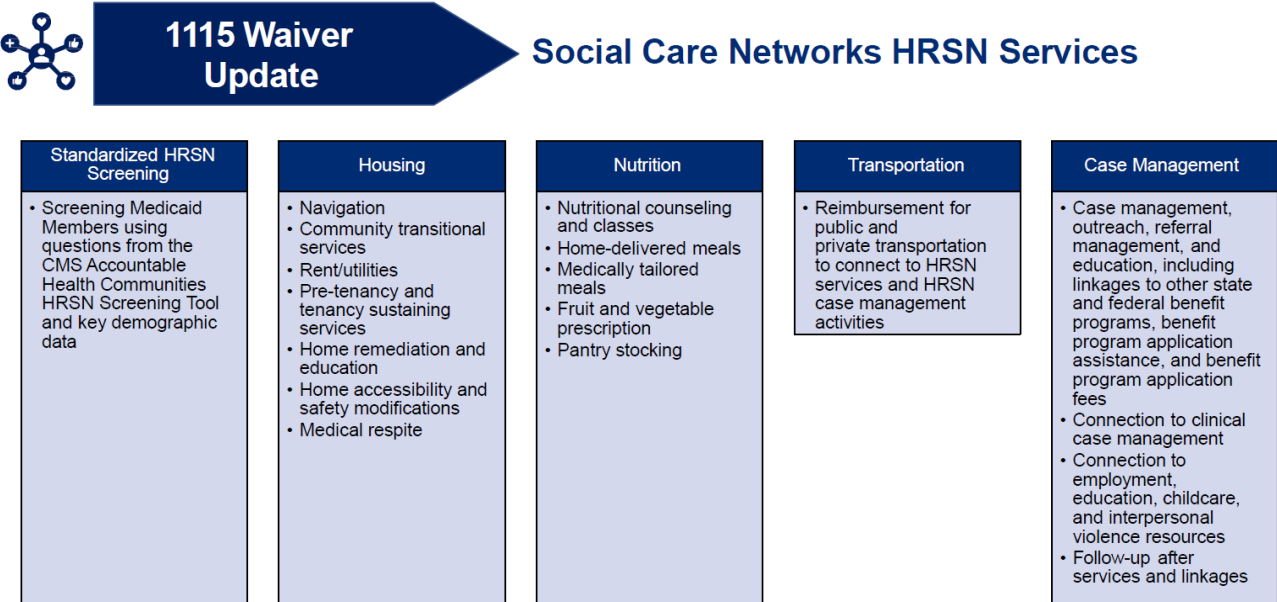 1115 Waiver
Update
Social Care Networks HRSN Services
Standardized HRSN
Screening
• Screening Medicaid
Members using
questions from the
CMS Accountable
Health Communities
HRSN Screening Tool
and key demographic
data
Housing
• Navigation
• Community transitional
services
• Rent/utilities
• Pre-tenancy and
tenancy sustaining
services
• Home remediation and
education
• Home accessibility and
safety modifications
• Medical respite
Nutrition
• Nutritional counseling
and classes
• Home-delivered meals
• Medically tailored
meals
• Fruit and vegetable
prescription
• Pantry stocking
Transportation
• Reimbursement for
public and
private transportation
to connect to HRSN
services and HRSN
case management
activities
Case Management
• Case management,
outreach, referral
management, and
education, including
linkages to other state
and federal benefit
programs, benefit
program application
assistance, and benefit
program application
fees
• Connection to clinical
case management
• Connection to
employment,
education, childcare,
and interpersonal
violence resources
• Follow-up after
services and linkages